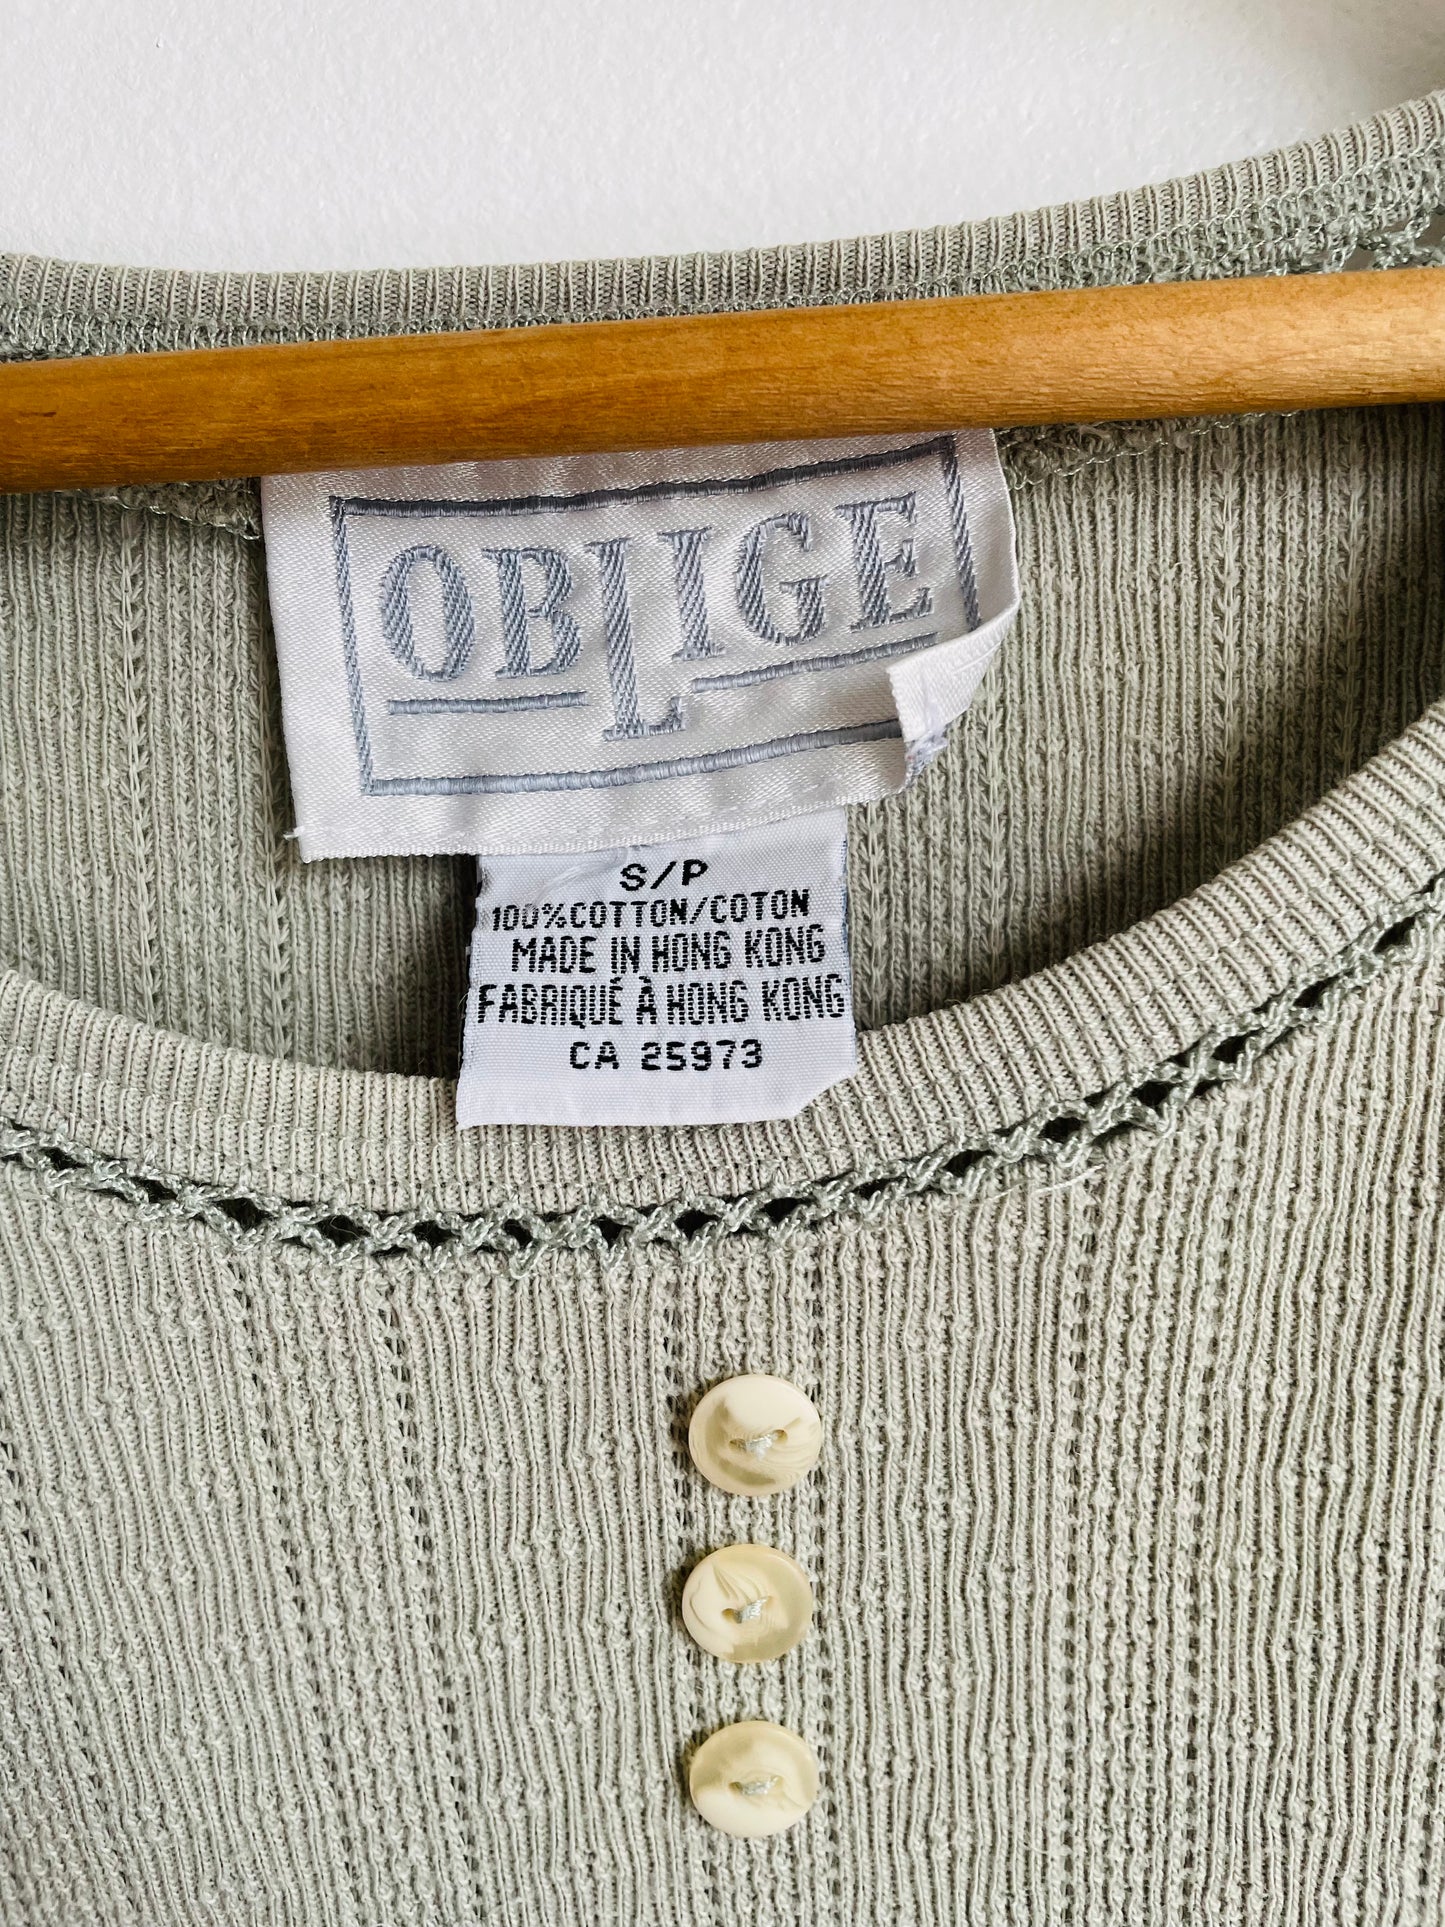 OBLIGE
S/P
100%COTTON/COTON
MADE IN HONG KONG
FABRIQUÉ À HONG KONG
CA 25973